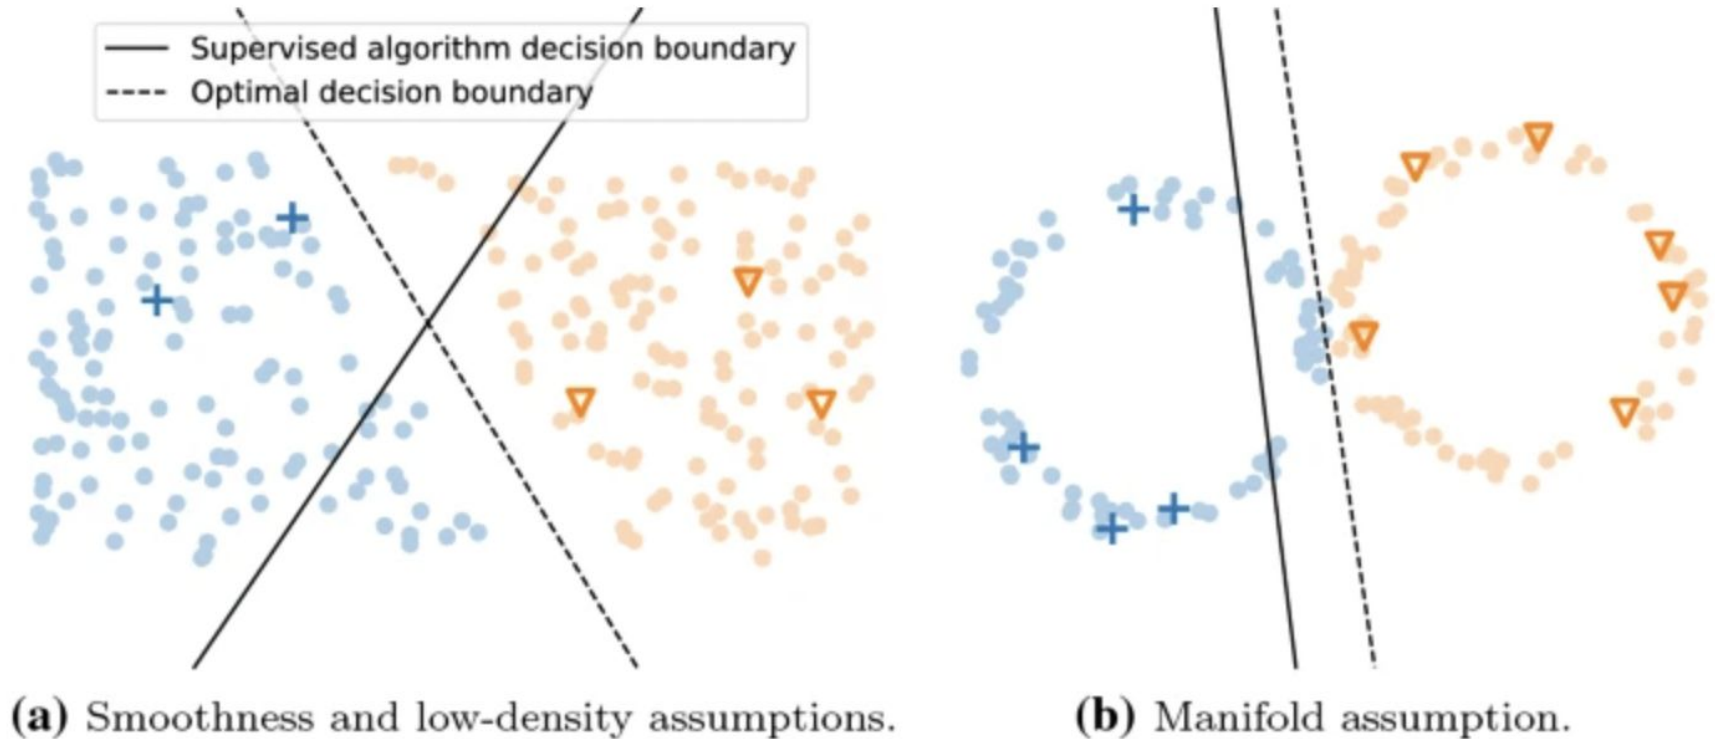 Supervised algorithm decision boundary
Optimal decision boundary
(a) Smoothness and low-density assumptions.
(b) Manifold assumption.